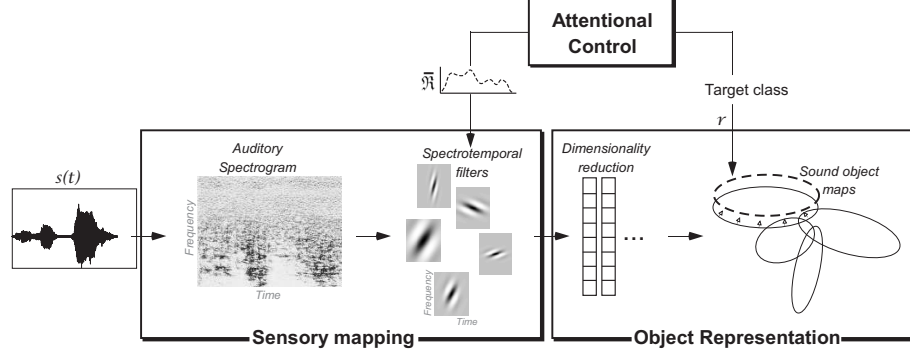 Attentional
Control
ℜ̄
Target class
r
s(t)
Auditory
Spectrogram
Frequency
Time
Spectrotemporal
filters
Frequency
Time
Sensory mapping
Dimensionality
reduction
...
Sound object
maps
Object Representation